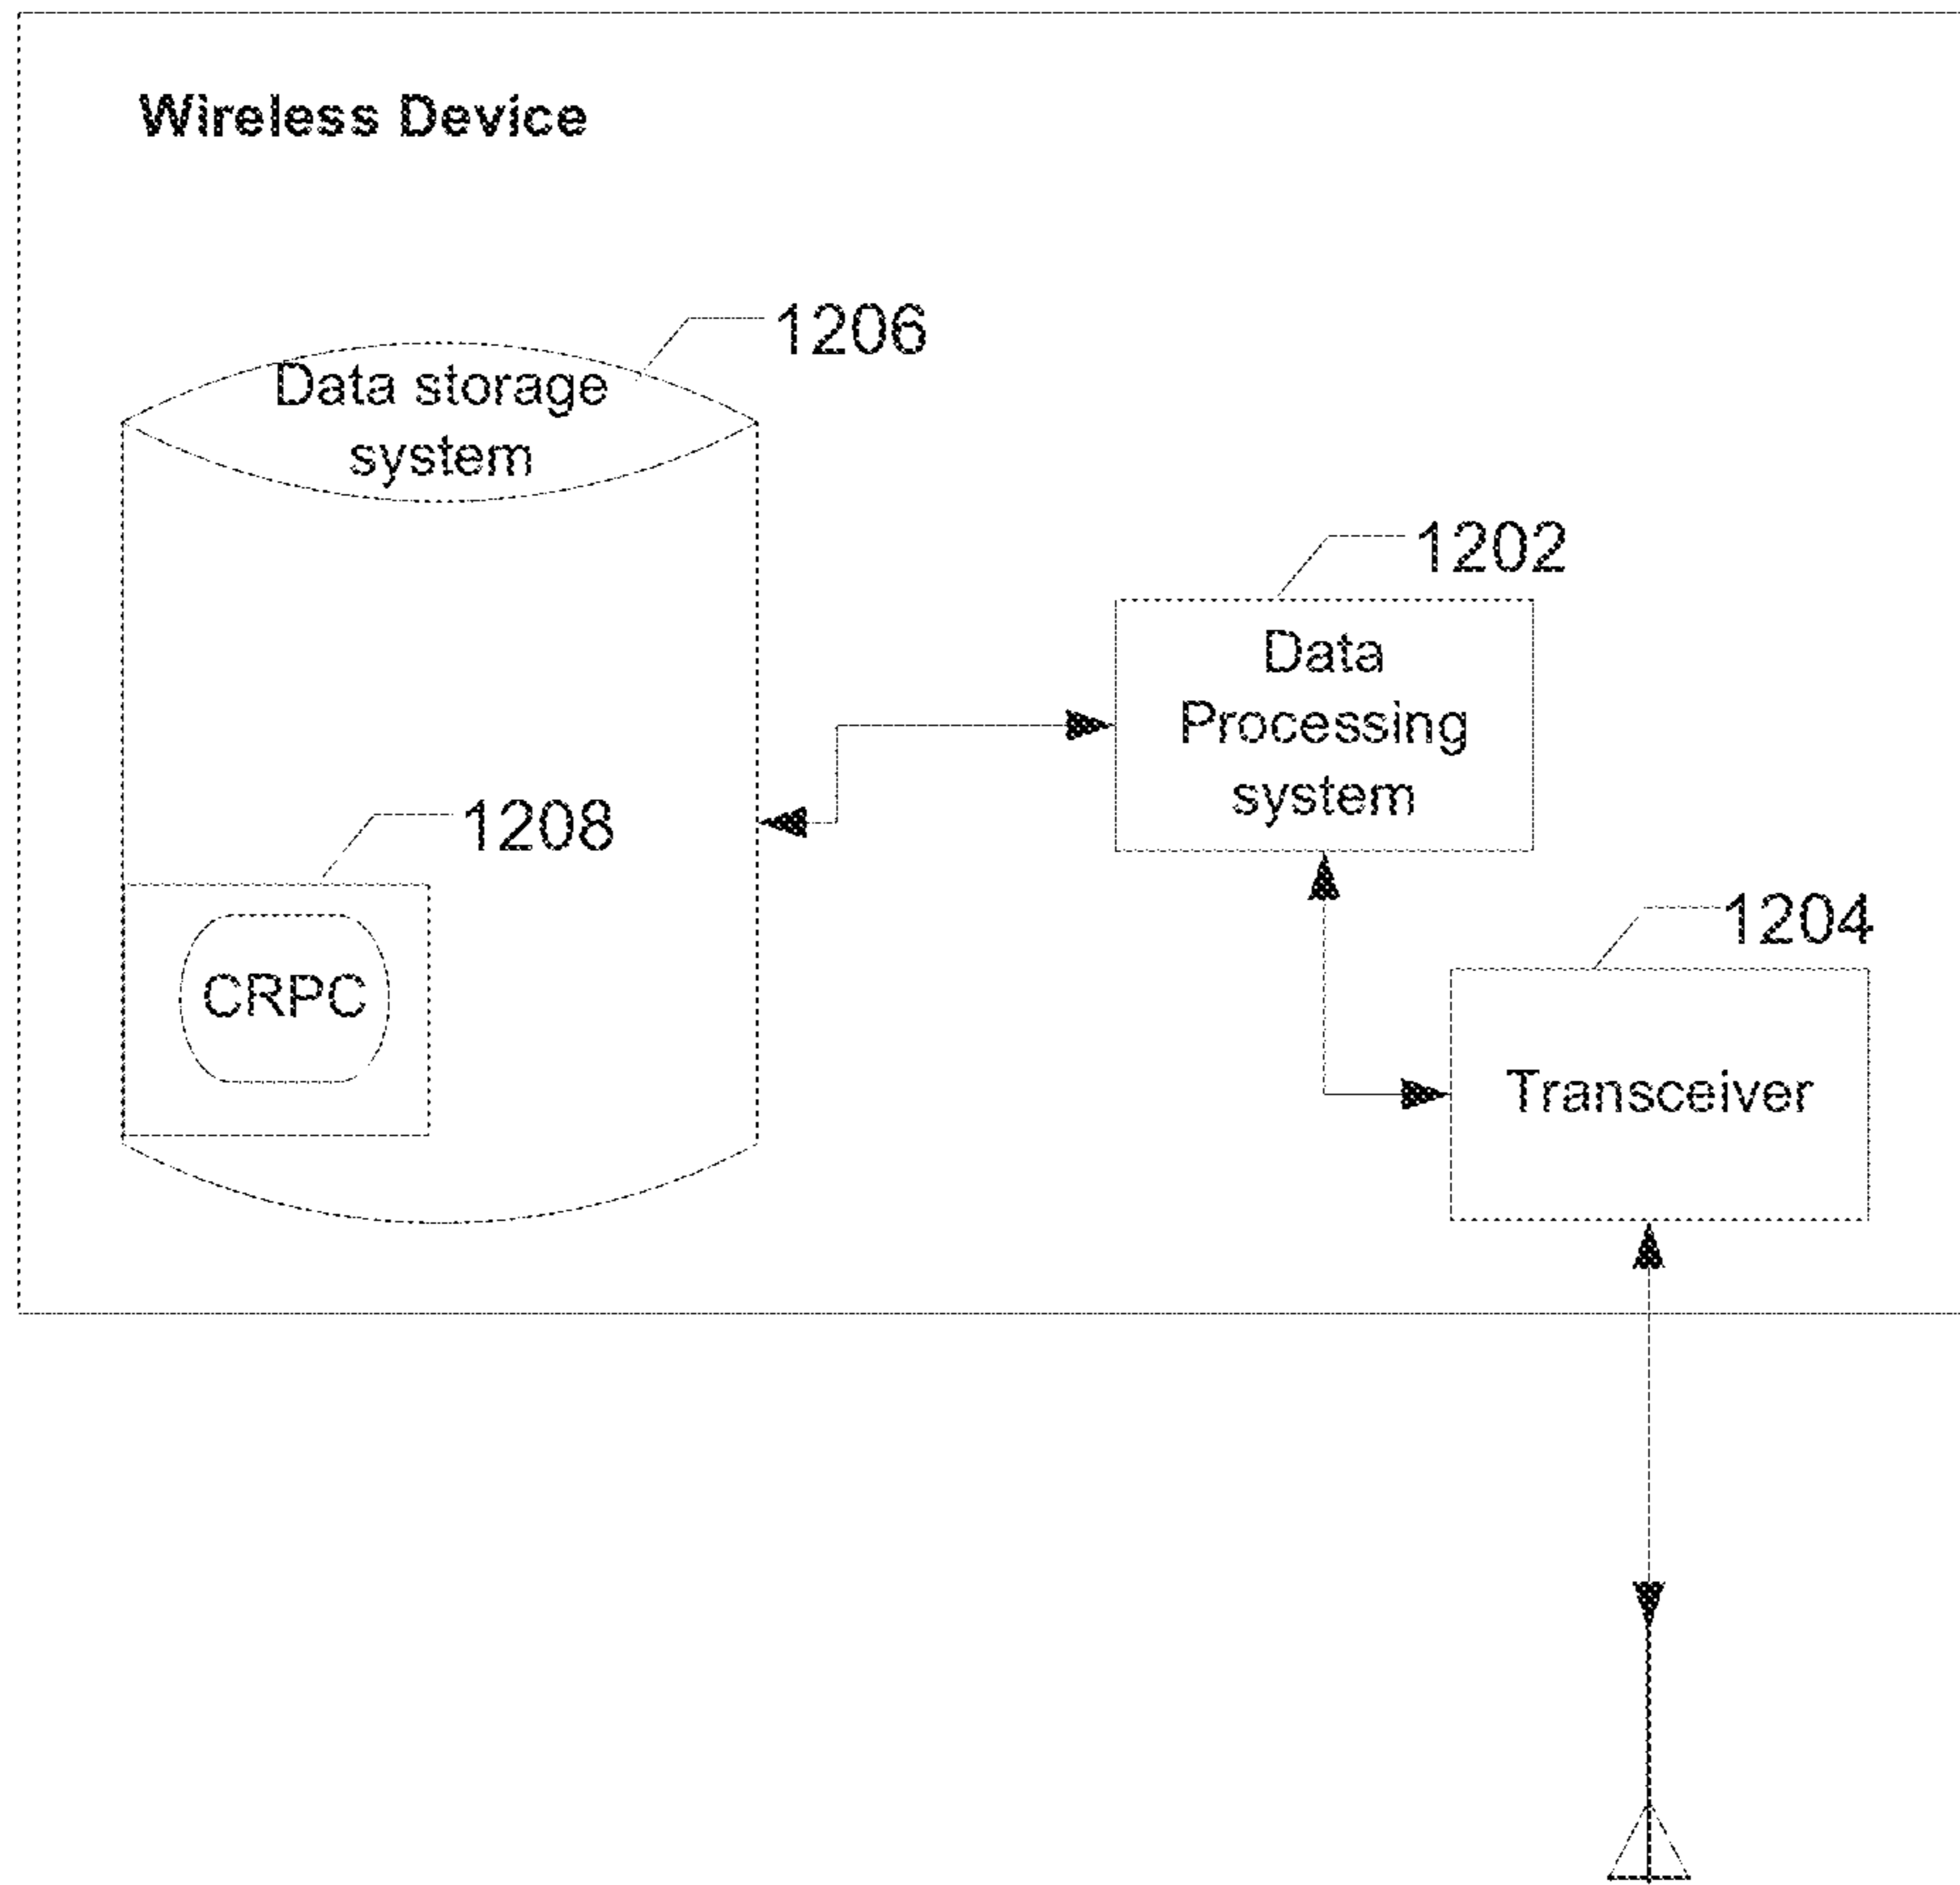 Wireless Device
1206
Data storage
system
1202
Data
Processing
system
1208
CRPC
1204
Transceiver